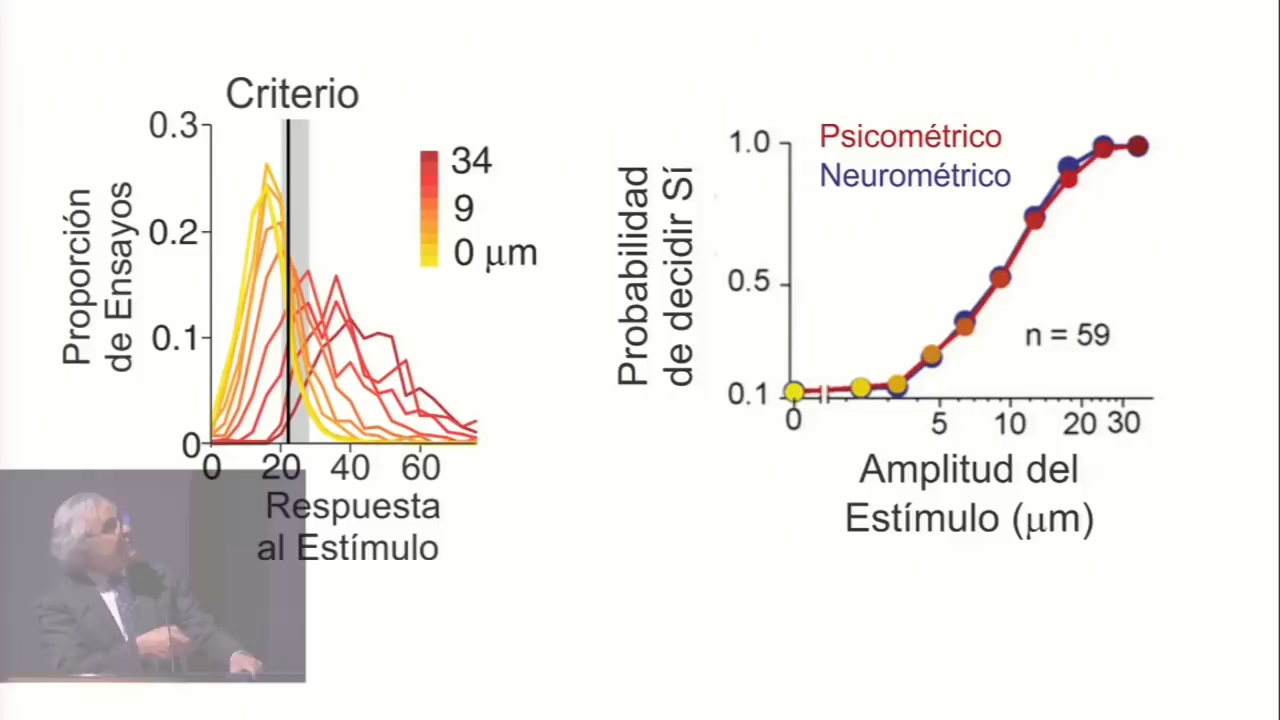 Criterio
0.3
0.2
0.1
0
Proporción
de Ensayos
34
9
0 μm
0 20 40 60
Respuesta
al Estímulo
Psicométrico
Neurométrico
1.0
0.5
0.1
Probabilidad
de decidir Sí
n = 59
0 5 10 20 30
Amplitud del
Estímulo (μm)